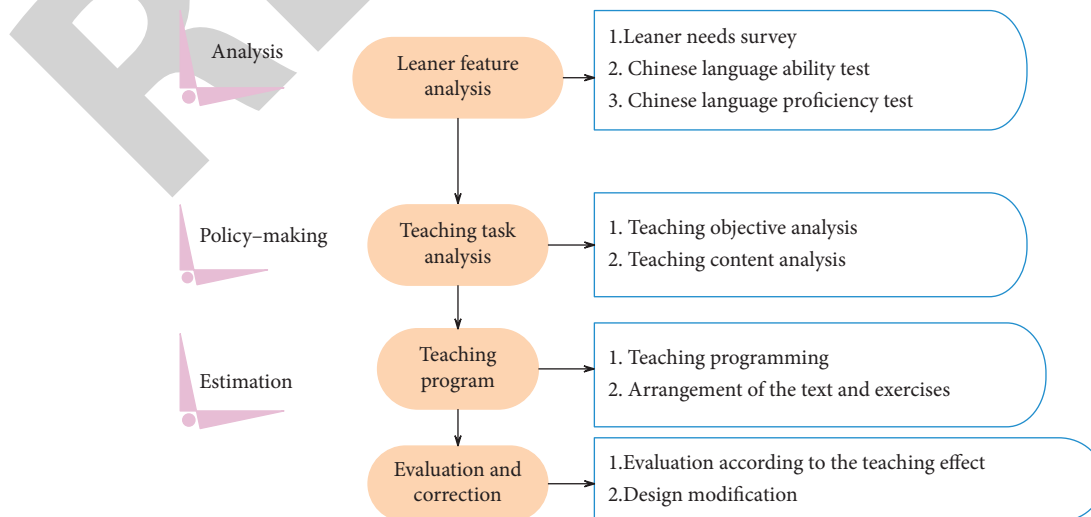 Analysis
Leaner feature
analysis
1.Leaner needs survey
2. Chinese language ability test
3. Chinese language proficiency test
Policy–making
Teaching task
analysis
1. Teaching objective analysis
2. Teaching content analysis
Estimation
Teaching
program
1. Teaching programming
2. Arrangement of the text and exercises
Evaluation and
correction
1.Evaluation according to the teaching effect
2.Design modification